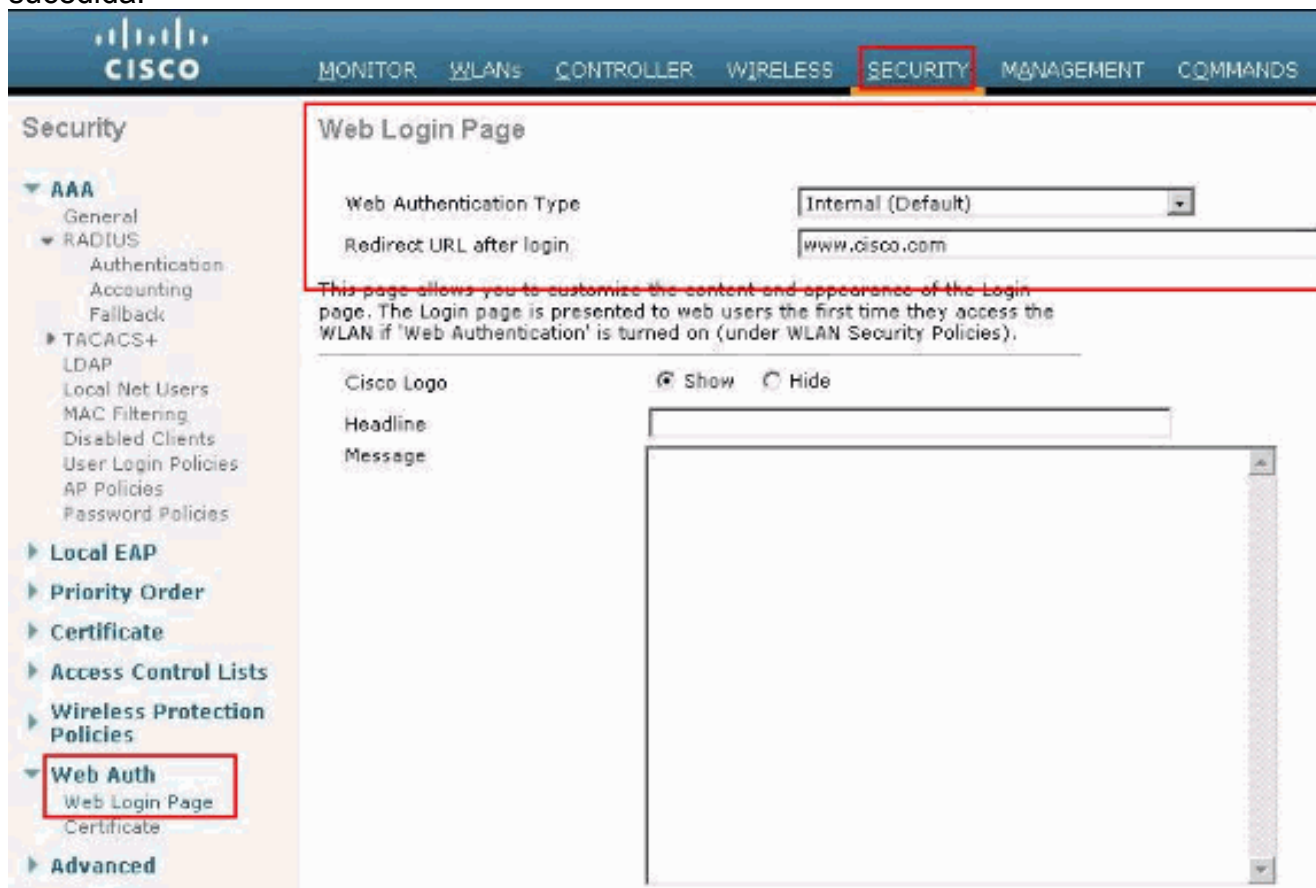 CISCO
MONITOR WLANs CONTROLLER WIRELESS SECURITY MANAGEMENT COMMANDS
Security
AAA
General
RADIUS
Authentication
Accounting
Fallback
TACACS+
LDAP
Local Net Users
MAC Filtering
Disabled Clients
User Login Policies
AP Policies
Password Policies
Local EAP
Priority Order
Certificate
Access Control Lists
Wireless Protection
Policies
Web Auth
Web Login Page
Certificate
Advanced
Web Login Page
Web Authentication Type Internal (Default)
Redirect URL after login www.cisco.com
This page allows you to customize the content and appearance of the Login
page. The Login page is presented to web users the first time they access the
WLAN if 'Web Authentication' is turned on (under WLAN Security Policies).
Cisco Logo Show Hide
Headline
Message